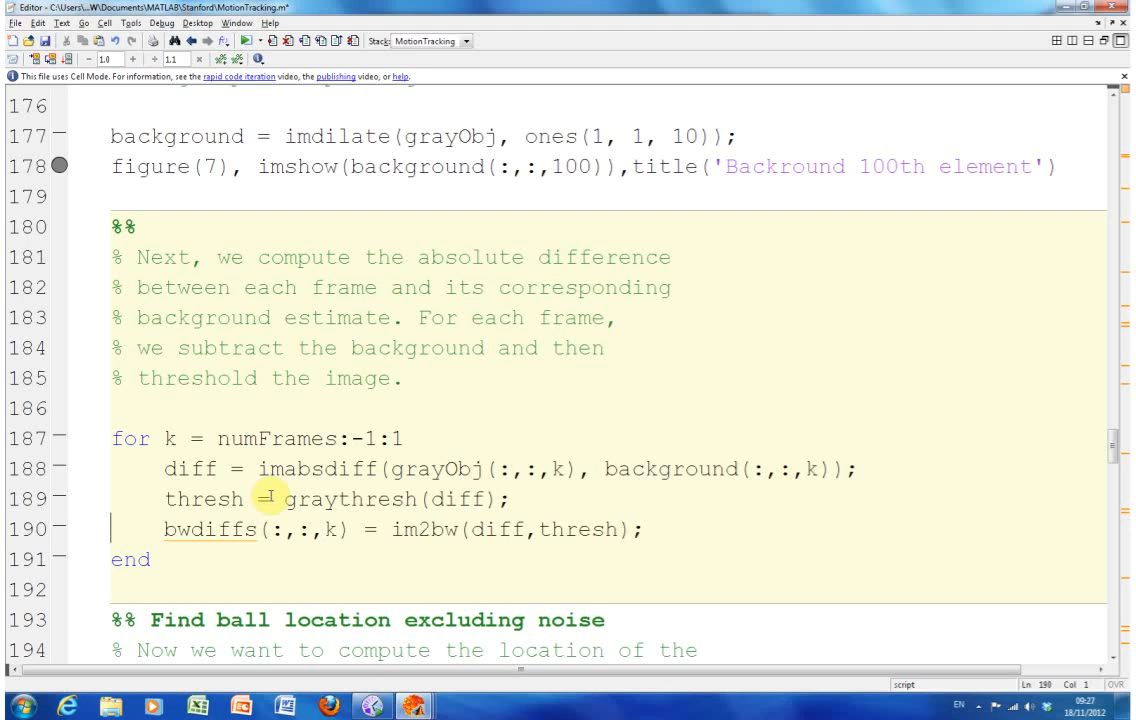 Editor - C:\Users\...W\Documents\MATLAB\Stanford\MotionTracking.m*
File Edit Text Go Cell Tools Debug Desktop Window Help
Stack: MotionTracking
- 1.0 + ÷ 1.1 ×
This file uses Cell Mode. For information, see the rapid code iteration video, the publishing video, or help.
176
177 background = imdilate(grayObj, ones(1, 1, 10));
178 figure(7), imshow(background(:,:,100)),title('Backround 100th element')
179
180 %%
181 % Next, we compute the absolute difference
182 % between each frame and its corresponding
183 % background estimate. For each frame,
184 % we subtract the background and then
185 % threshold the image.
186
187 for k = numFrames:-1:1
188 diff = imabsdiff(grayObj(:,:,k), background(:,:,k));
189 thresh = graythresh(diff);
190 bwdiffs(:,:,k) = im2bw(diff,thresh);
191 end
192
193 %% Find ball location excluding noise
194 % Now we want to compute the location of the
script Ln 190 Col 1 OVR
EN 09:27
18/11/2012